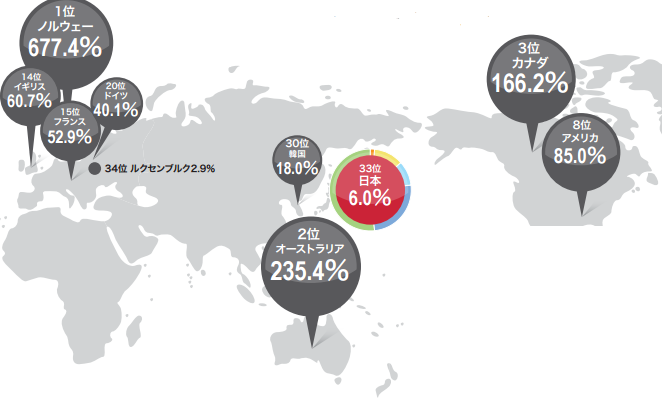 1位
ノルウェー
677.4%
14位
イギリス
60.7%
15位
フランス
52.9%
20位
ドイツ
40.1%
34位 ルクセンブルク2.9%
30位
韓国
18.0%
33位
日本
6.0%
2位
オーストラリア
235.4%
3位
カナダ
166.2%
8位
アメリカ
85.0%